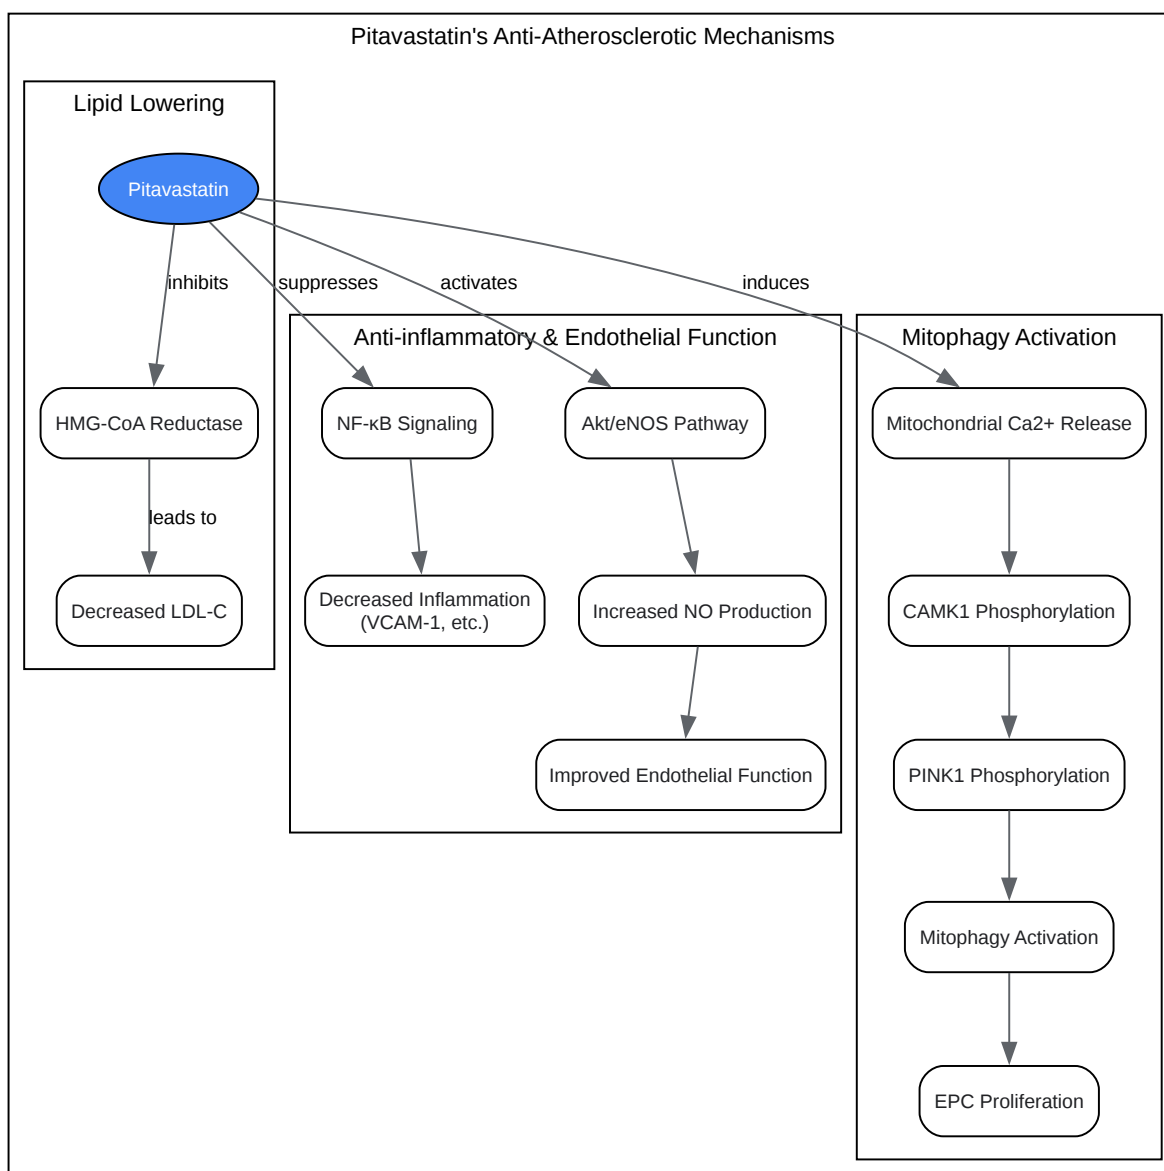 Pitavastatin's Anti-Atherosclerotic Mechanisms
Lipid Lowering
Pitavastatin
inhibits
suppresses
activates
induces
Anti-inflammatory & Endothelial Function
Mitophagy Activation
HMG-CoA Reductase
NF-κB Signaling
Akt/eNOS Pathway
Mitochondrial Ca2+ Release
leads to
Decreased LDL-C
Decreased Inflammation
(VCAM-1, etc.)
Increased NO Production
CAMK1 Phosphorylation
Improved Endothelial Function
PINK1 Phosphorylation
Mitophagy Activation
EPC Proliferation